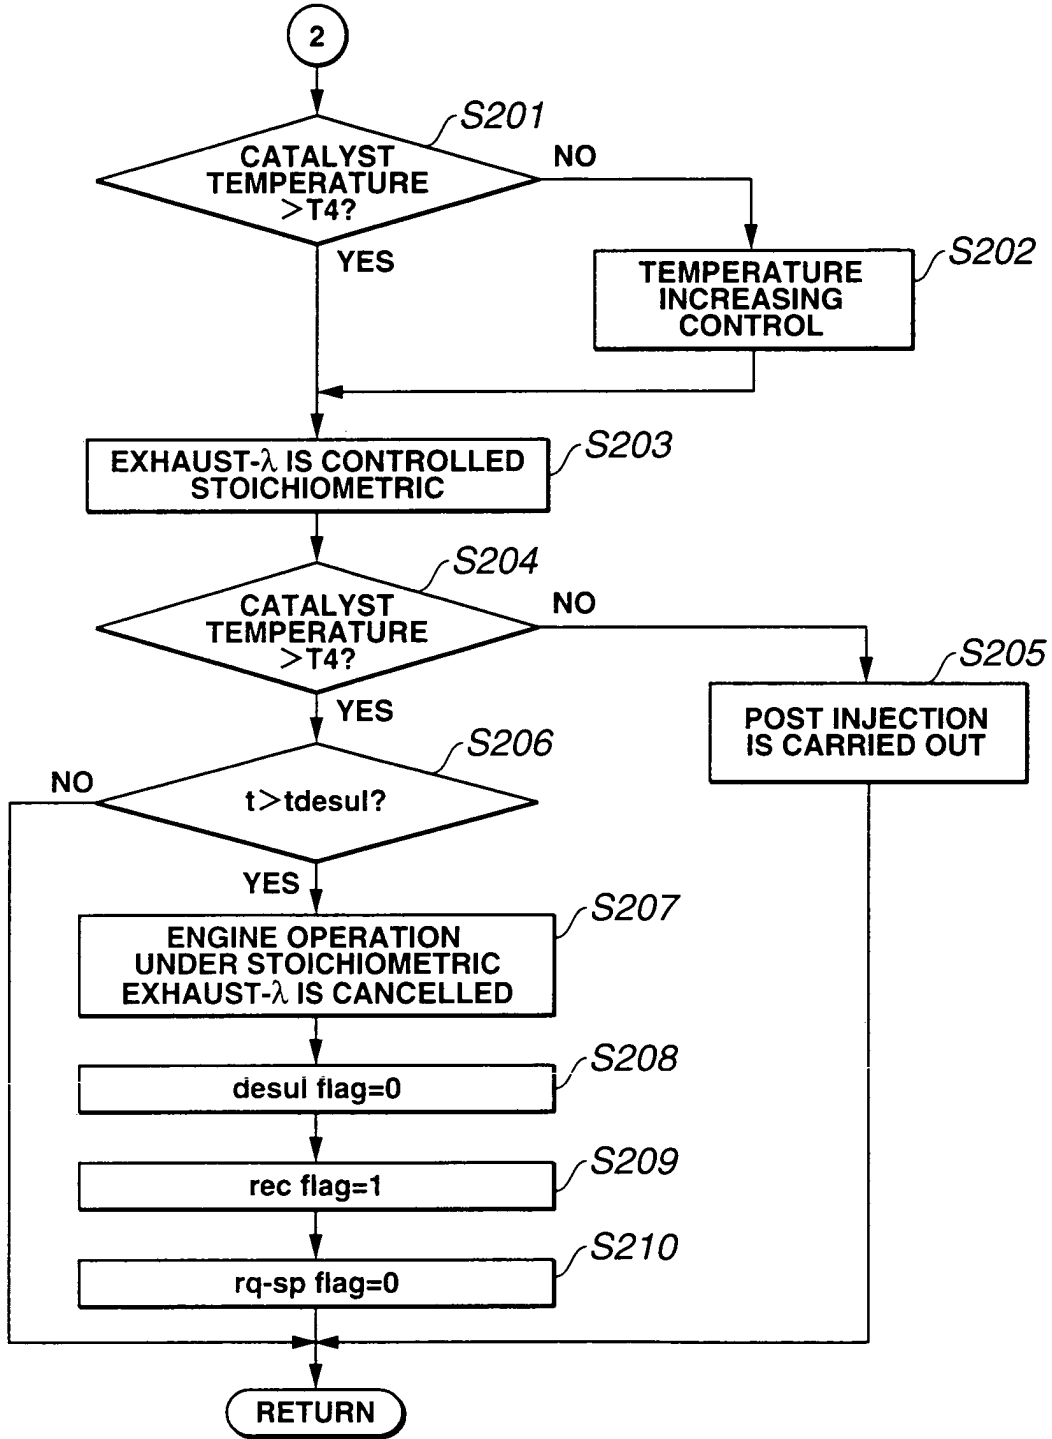 2
S201
CATALYST
TEMPERATURE
>T4?
NO
YES
S202
TEMPERATURE
INCREASING
CONTROL
S203
EXHAUST-λ IS CONTROLLED
STOICHIOMETRIC
S204
CATALYST
TEMPERATURE
>T4?
NO
YES
S205
POST INJECTION
IS CARRIED OUT
S206
NO
t>tdesul?
YES
S207
ENGINE OPERATION
UNDER STOICHIOMETRIC
EXHAUST-λ IS CANCELLED
S208
desul flag=0
S209
rec flag=1
S210
rq-sp flag=0
RETURN